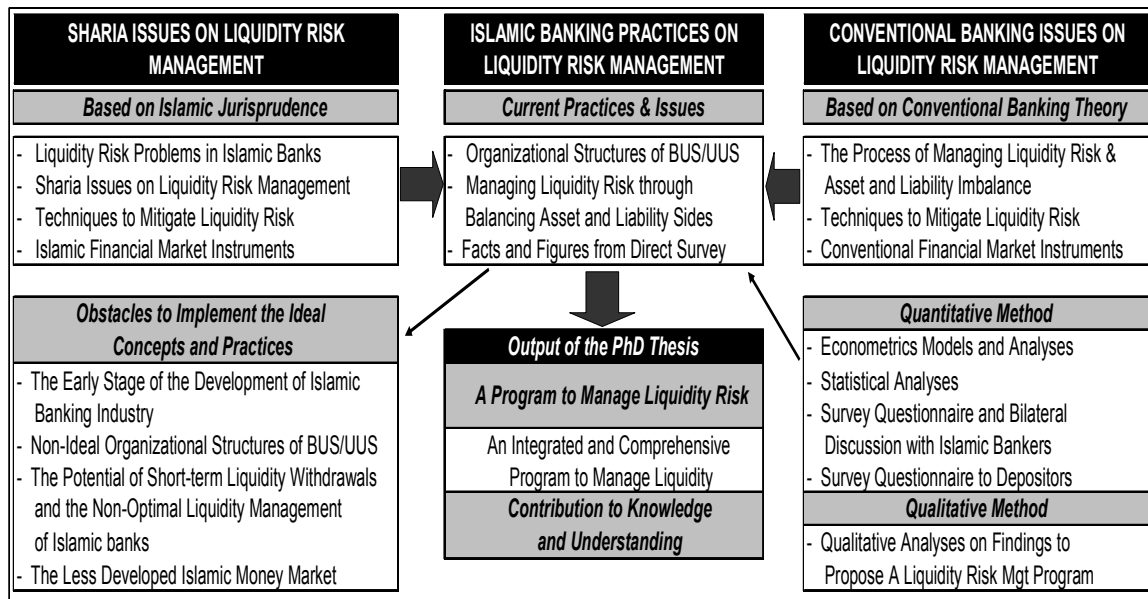 SHARIA ISSUES ON LIQUIDITY RISK
MANAGEMENT
Based on Islamic Jurisprudence
- Liquidity Risk Problems in Islamic Banks
- Sharia Issues on Liquidity Risk Management
- Techniques to Mitigate Liquidity Risk
- Islamic Financial Market Instruments
ISLAMIC BANKING PRACTICES ON
LIQUIDITY RISK MANAGEMENT
Current Practices & Issues
- Organizational Structures of BUS/UUS
- Managing Liquidity Risk through
Balancing Asset and Liability Sides
- Facts and Figures from Direct Survey
CONVENTIONAL BANKING ISSUES ON
LIQUIDITY RISK MANAGEMENT
Based on Conventional Banking Theory
- The Process of Managing Liquidity Risk &
Asset and Liability Imbalance
- Techniques to Mitigate Liquidity Risk
- Conventional Financial Market Instruments
Obstacles to Implement the Ideal
Concepts and Practices
- The Early Stage of the Development of Islamic
Banking Industry
- Non-Ideal Organizational Structures of BUS/UUS
- The Potential of Short-term Liquidity Withdrawals
and the Non-Optimal Liquidity Management
of Islamic banks
- The Less Developed Islamic Money Market
Output of the PhD Thesis
A Program to Manage Liquidity Risk
An Integrated and Comprehensive
Program to Manage Liquidity
Contribution to Knowledge
and Understanding
Quantitative Method
- Econometrics Models and Analyses
- Statistical Analyses
- Survey Questionnaire and Bilateral
Discussion with Islamic Bankers
- Survey Questionnaire to Depositors
Qualitative Method
- Qualitative Analyses on Findings to
Propose A Liquidity Risk Mgt Program